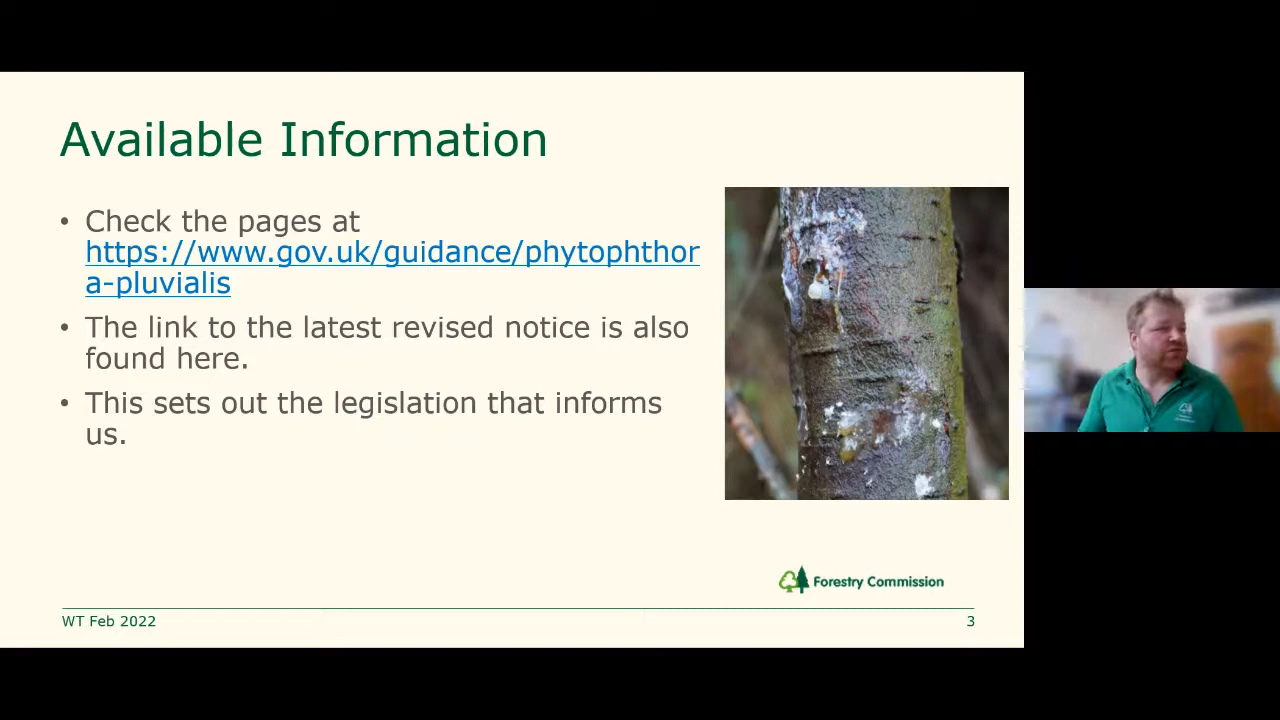 Available Information
• Check the pages at
https://www.gov.uk/guidance/phytophthor
a-pluvialis
• The link to the latest revised notice is also
found here.
• This sets out the legislation that informs
us.
Forestry Commission
WT Feb 2022
3